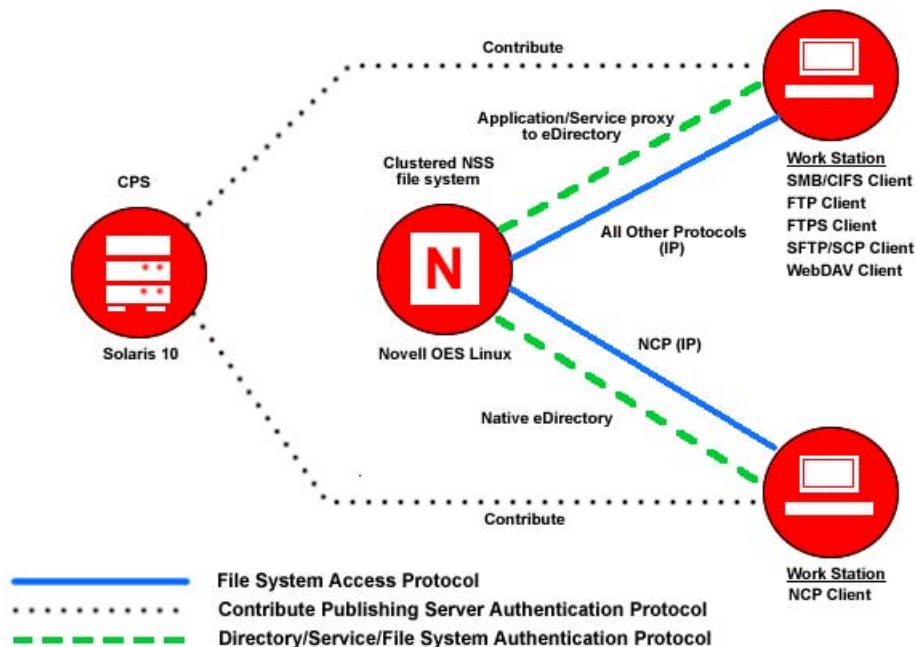 Contribute
Application/Service proxy
to eDirectory
Clustered NSS
file system
CPS
Work Station
SMB/CIFS Client
FTP Client
FTPS Client
SFTP/SCP Client
WebDAV Client
All Other Protocols
(IP)
N
Solaris 10
Novell OES Linux
NCP (IP)
Native eDirectory
Contribute
Work Station
NCP Client
File System Access Protocol
Contribute Publishing Server Authentication Protocol
Directory/Service/File System Authentication Protocol